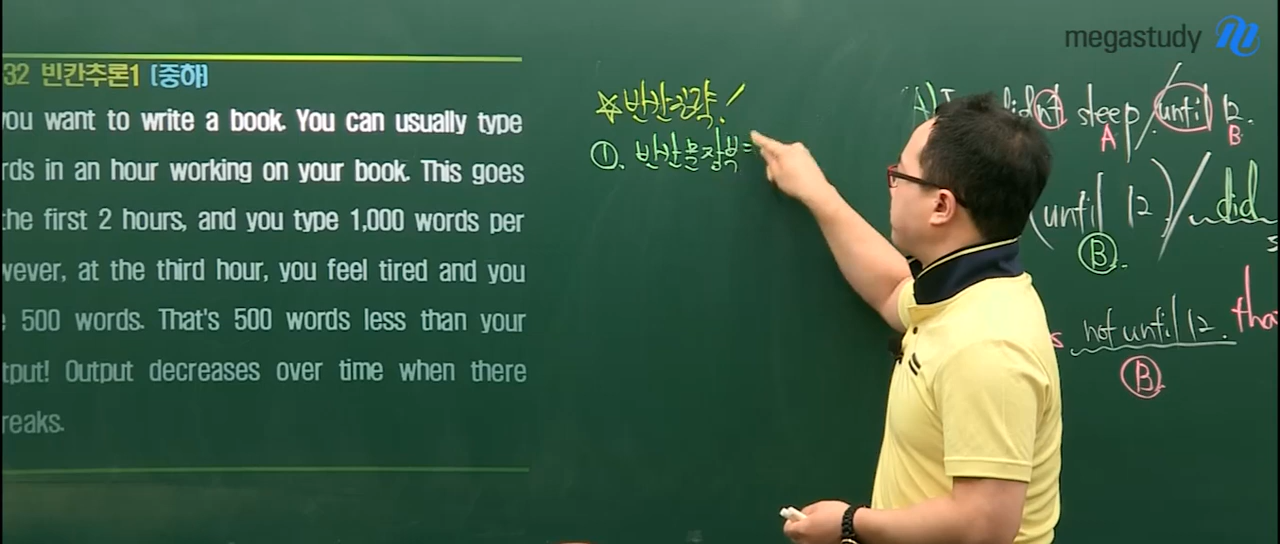 megastudy
32 빈칸추론1 [중하]
you want to write a book. You can usually type
rds in an hour working on your book. This goes
the first 2 hours, and you type 1,000 words per
wever, at the third hour, you feel tired and you
e 500 words. That's 500 words less than your
tput! Output decreases over time when there
reaks.
☆빈칸공략!
①. 빈칸문장 =
A) I didn't sleep / until 12.
A B
(until 12) / did
B
not until 12. tha
B